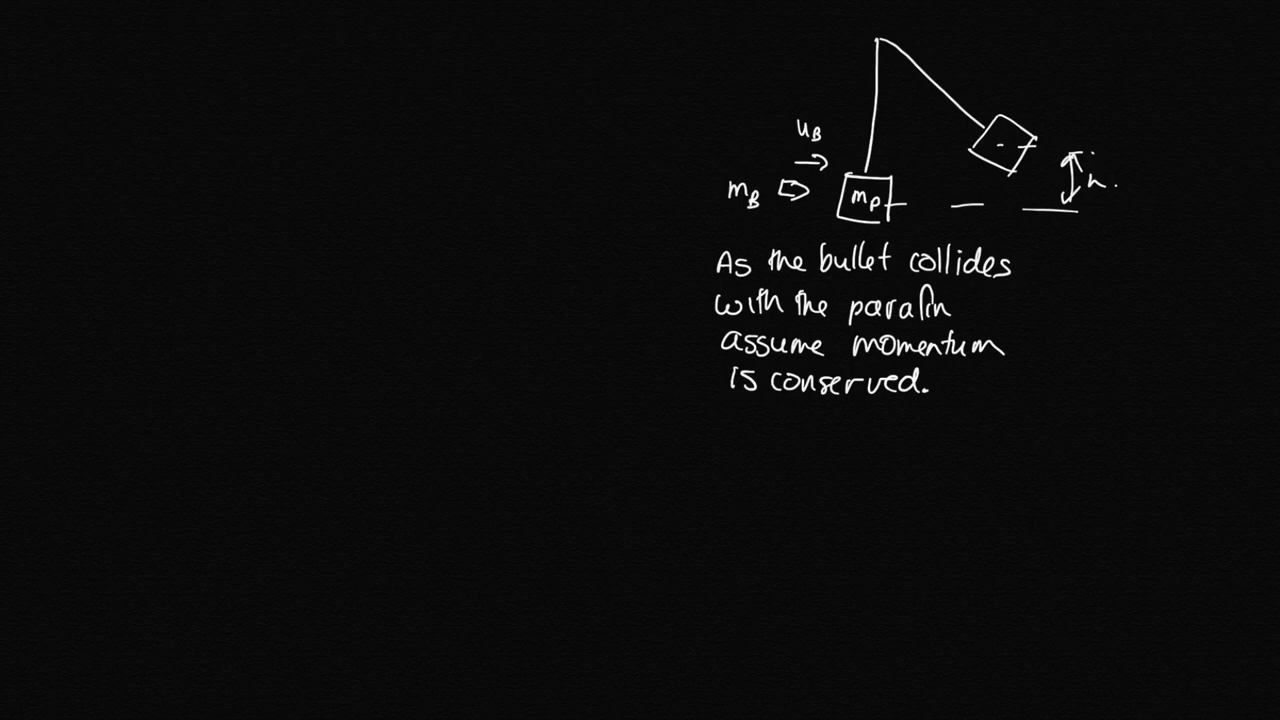 u_B
m_B
m_P
h.
As the bullet collides
with the parafin
assume momentum
is conserved.